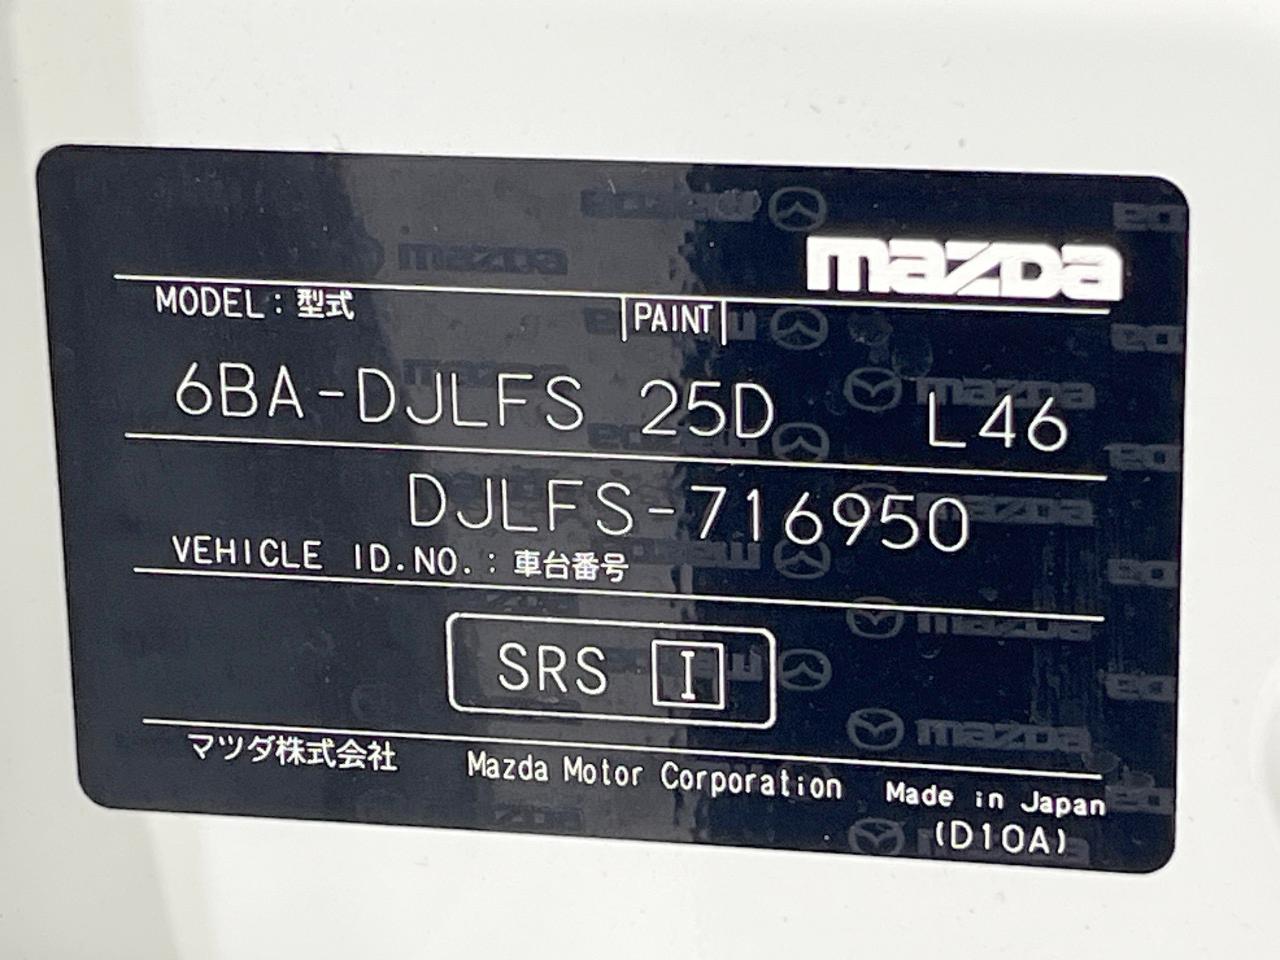 mazda
MODEL : 型式 PAINT
6BA-DJLFS 25D L46
DJLFS-716950
VEHICLE ID.NO. : 車台番号
SRS I
マツダ株式会社 Mazda Motor Corporation Made in Japan
(D10A)